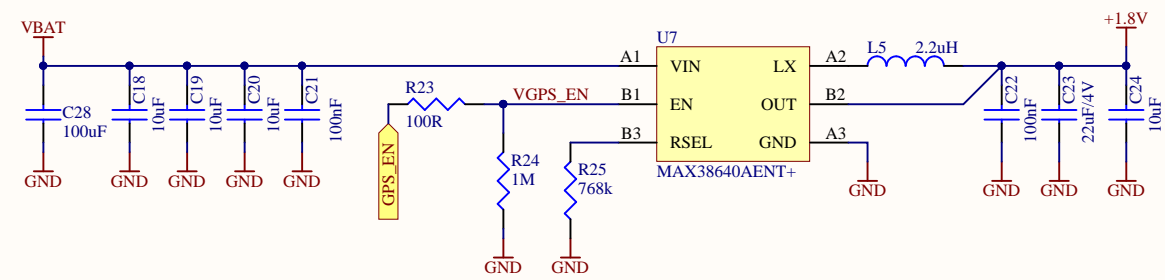 VBAT
+1.8V
U7
L5 2.2uH
A1 VIN LX A2
C28
100uF
C18
10uF
C19
10uF
C20
10uF
C21
100nF
R23
100R
VGPS_EN
B1 EN OUT B2
C22
100nF
C23
22uF/4V
C24
10uF
GPS_EN
B3 RSEL GND A3
MAX38640AENT+
R24
1M
R25
768k
GND GND GND GND GND
GND GND GND GND
GND GND